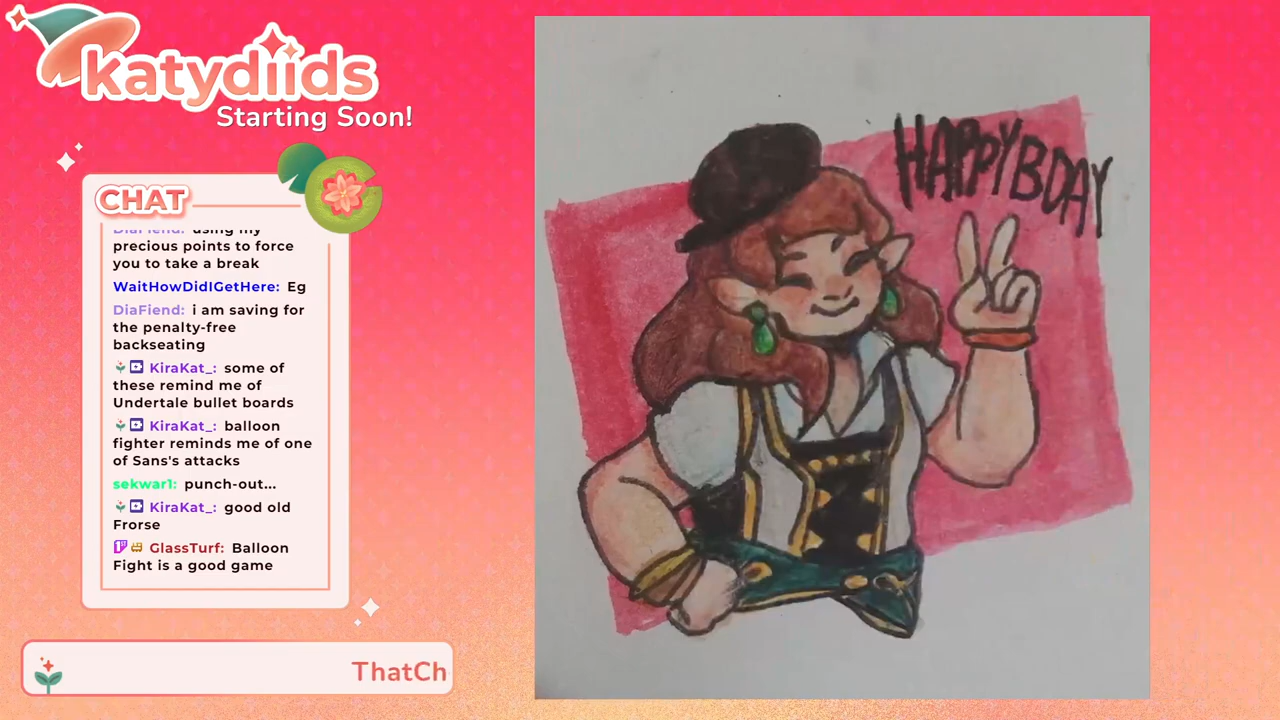 katydiids
Starting Soon!
CHAT
DiaFiend: using my
precious points to force
you to take a break
WaitHowDidIGetHere: Eg
DiaFiend: i am saving for
the penalty-free
backseating
KiraKat_: some of
these remind me of
Undertale bullet boards
KiraKat_: balloon
fighter reminds me of one
of Sans's attacks
sekwar1: punch-out...
KiraKat_: good old
Frorse
GlassTurf: Balloon
Fight is a good game
ThatCh
HAPPY BDAY